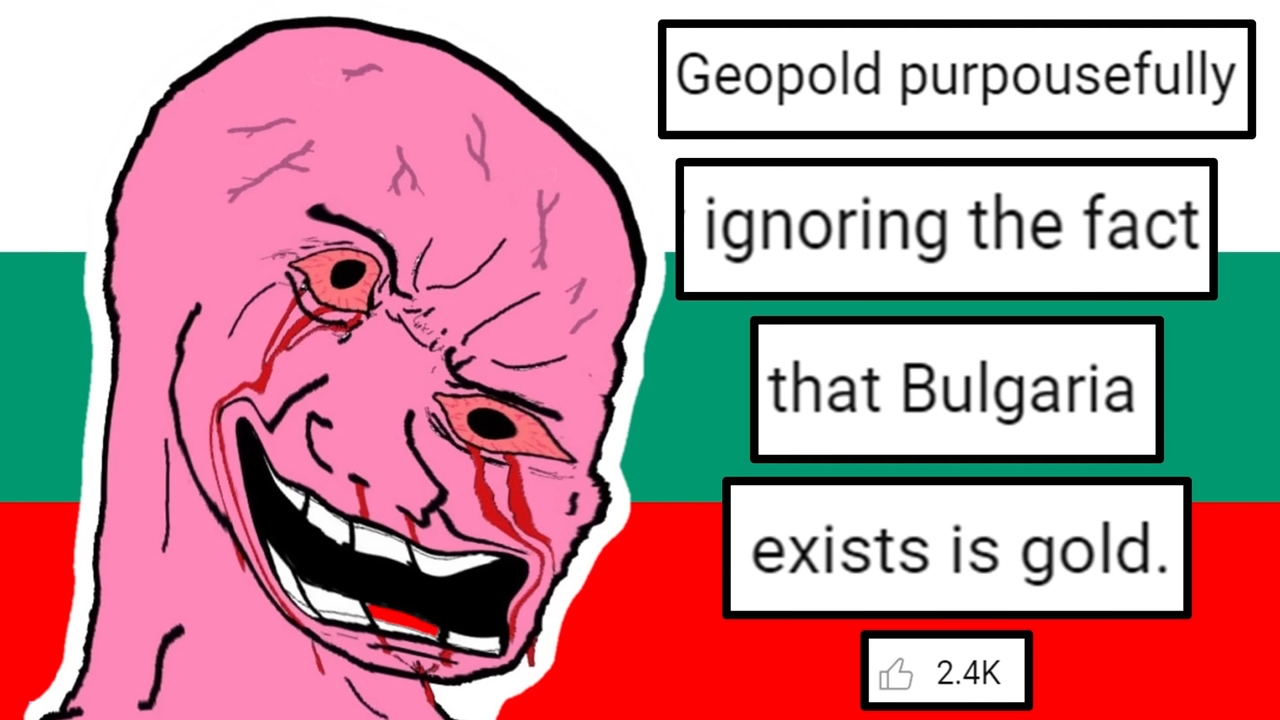 Geopold purpousefully
ignoring the fact
that Bulgaria
exists is gold.
2.4K